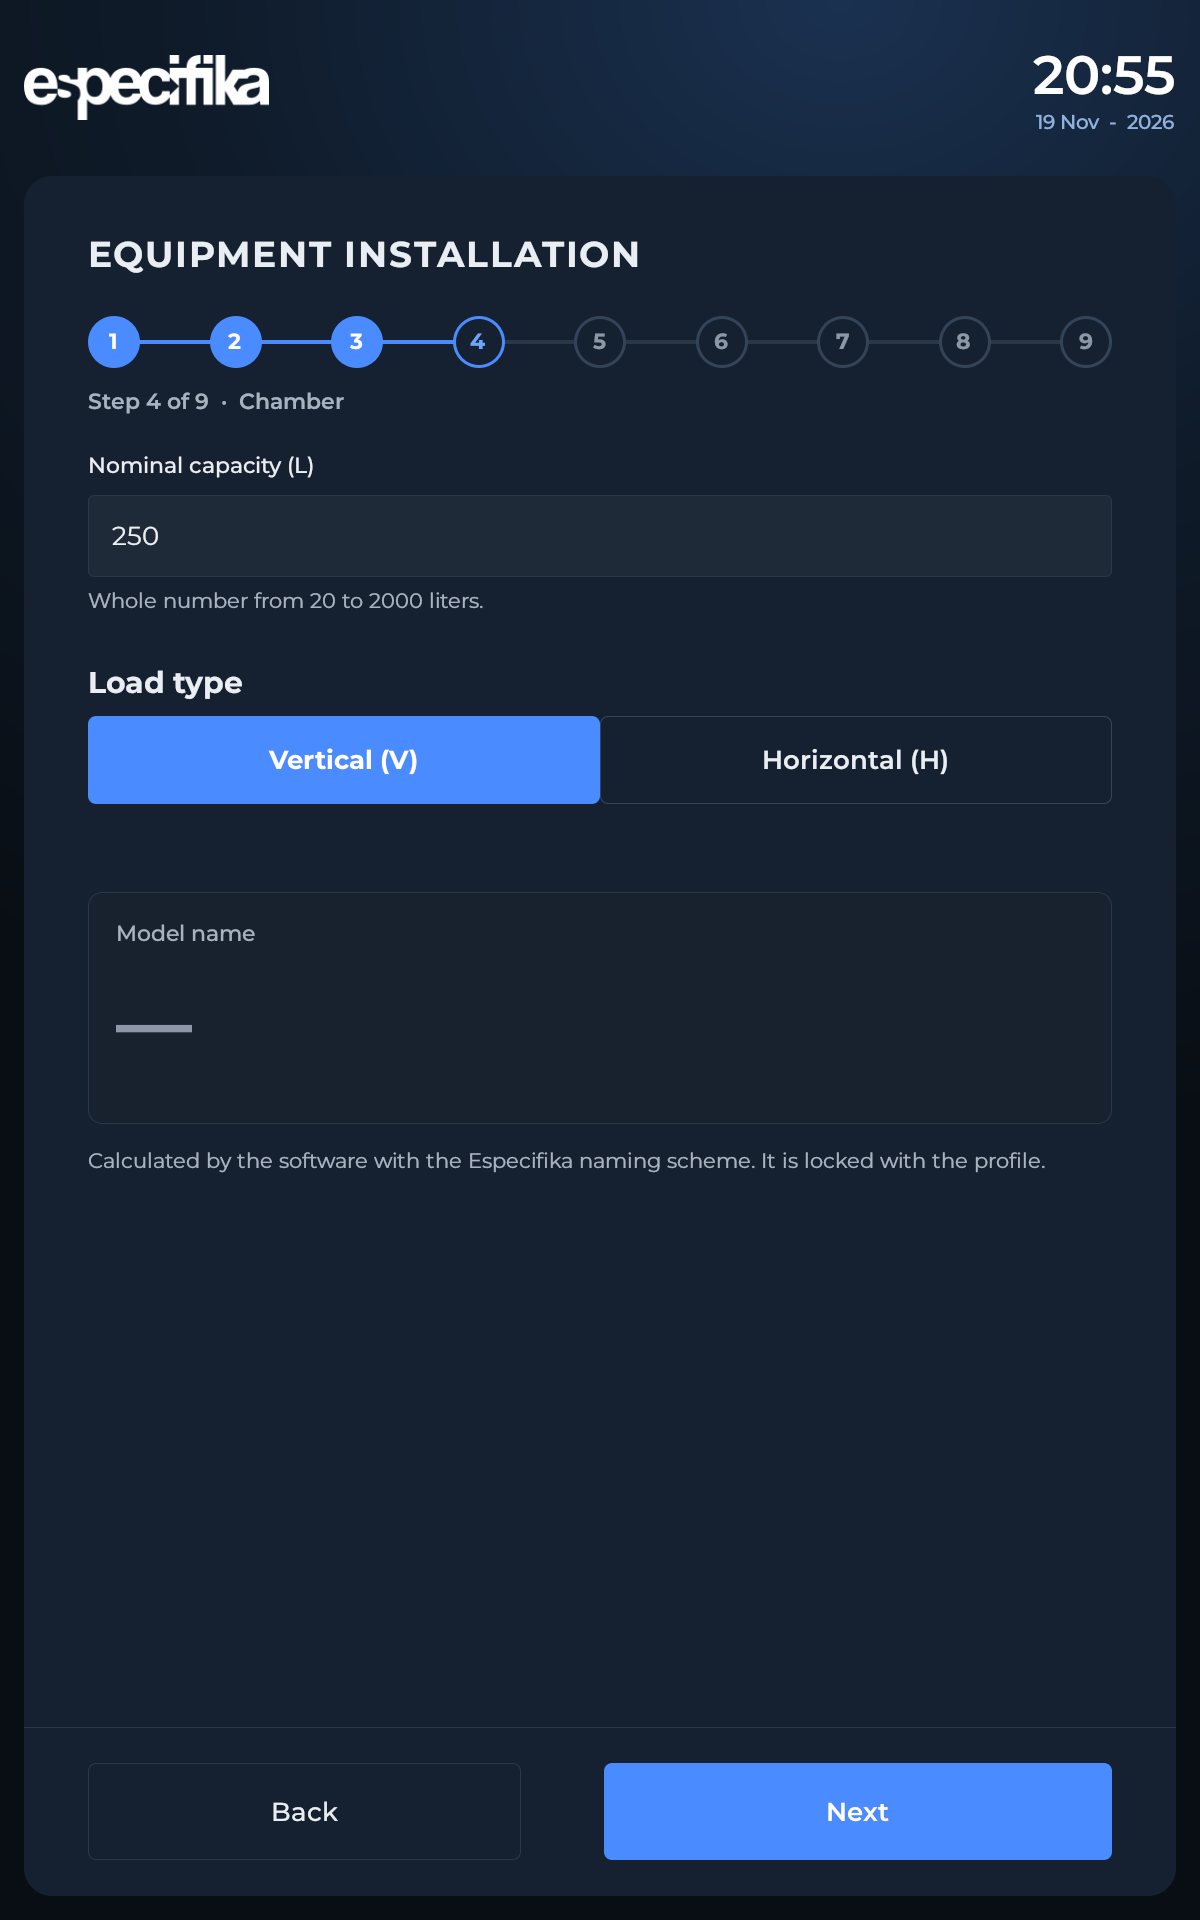 especifika
20:55
19 Nov - 2026
EQUIPMENT INSTALLATION
1 2 3 4 5 6 7 8 9
Step 4 of 9 · Chamber
Nominal capacity (L)
250
Whole number from 20 to 2000 liters.
Load type
Vertical (V) Horizontal (H)
Model name
—
Calculated by the software with the Especifika naming scheme. It is locked with the profile.
Back Next